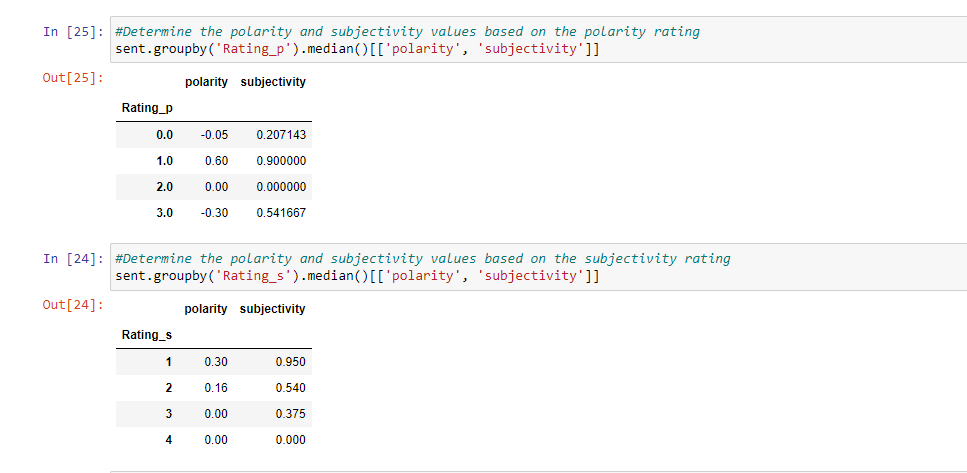 In [25]: #Determine the polarity and subjectivity values based on the polarity rating
sent.groupby('Rating_p').median()[['polarity', 'subjectivity']]
Out[25]:
polarity subjectivity
Rating_p
0.0 -0.05 0.207143
1.0 0.60 0.900000
2.0 0.00 0.000000
3.0 -0.30 0.541667
In [24]: #Determine the polarity and subjectivity values based on the subjectivity rating
sent.groupby('Rating_s').median()[['polarity', 'subjectivity']]
Out[24]:
polarity subjectivity
Rating_s
1 0.30 0.950
2 0.16 0.540
3 0.00 0.375
4 0.00 0.000